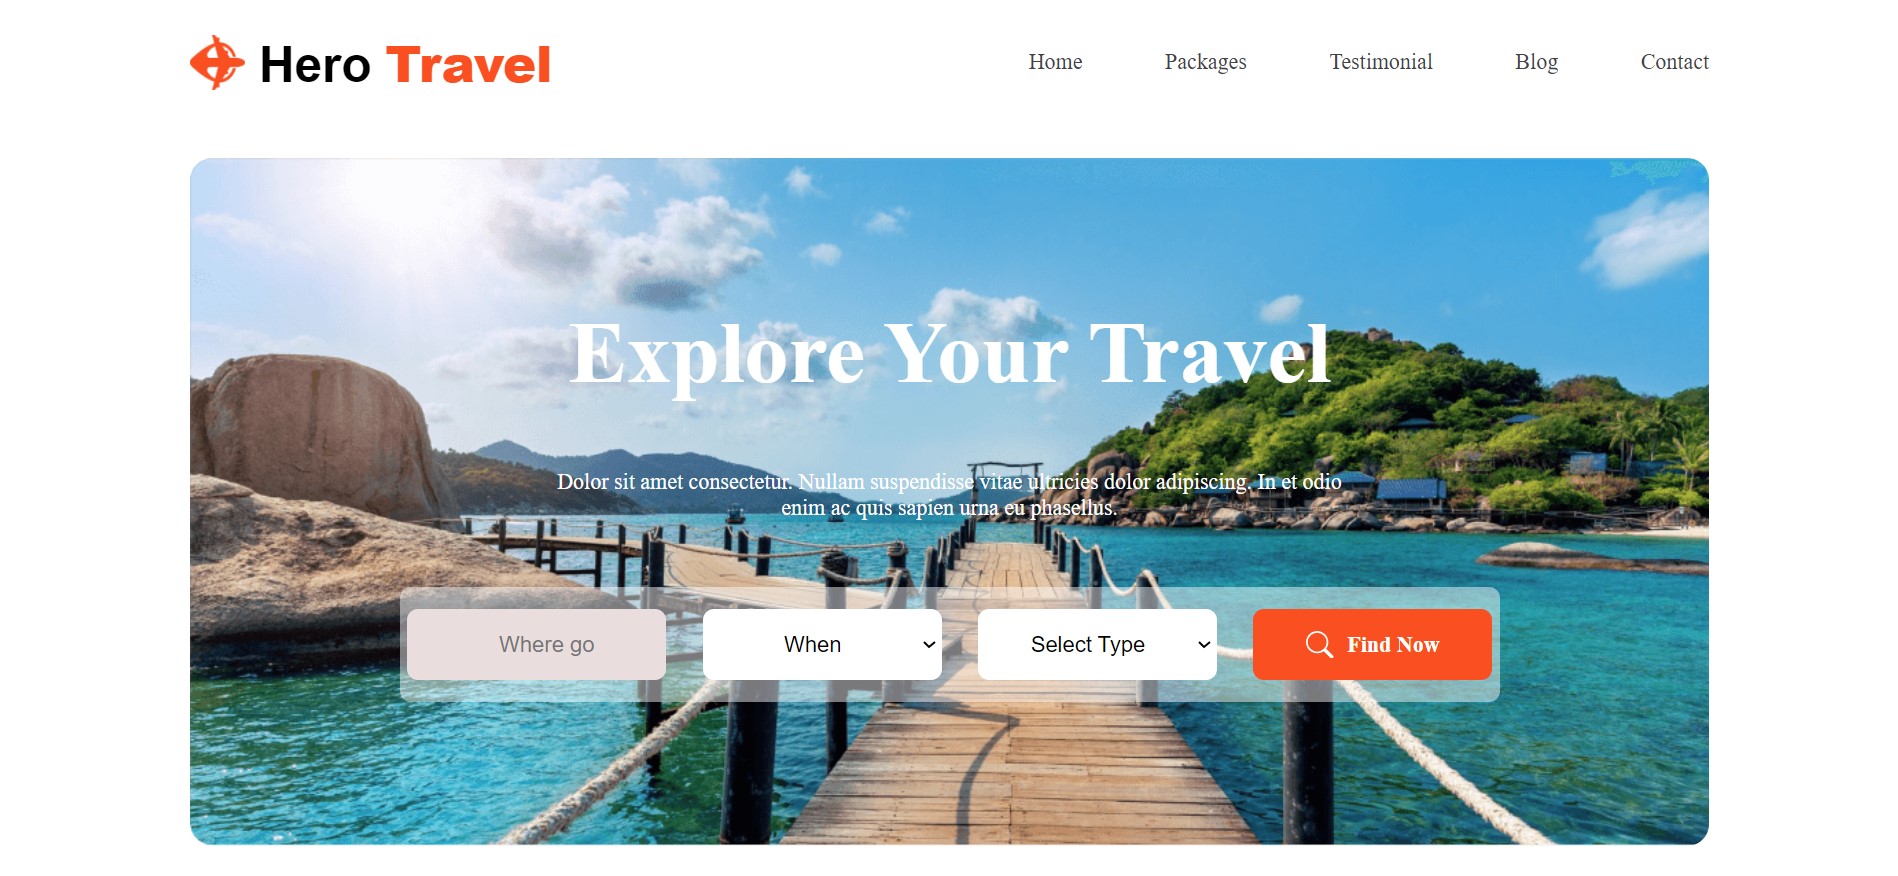 Hero Travel
Home Packages Testimonial Blog Contact
Explore Your Travel
Dolor sit amet consectetur. Nullam suspendisse vitae ultricies dolor adipiscing. In et odio
enim ac quis sapien urna eu phasellus.
Where go When Select Type Find Now